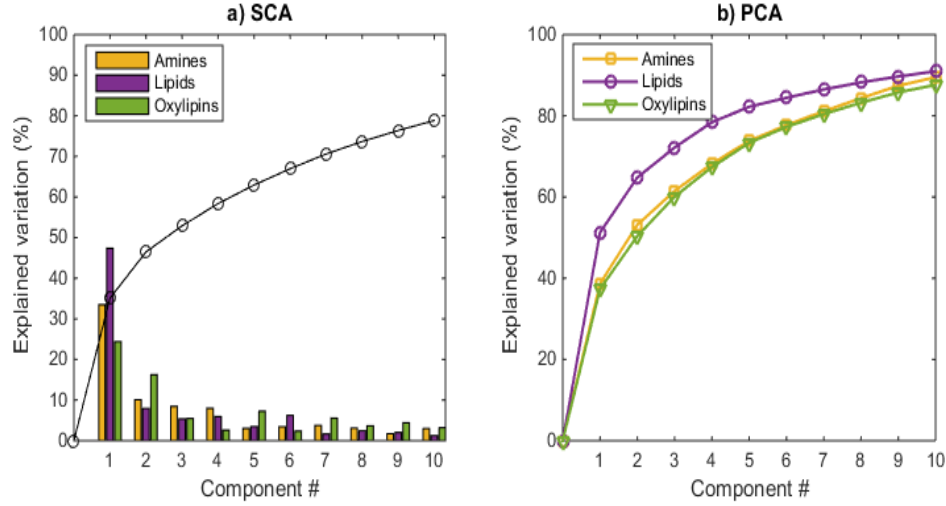 a) SCA
100
90
80
70
60
50
40
30
20
10
0
Explained variation (%)
Amines
Lipids
Oxylipins
1 2 3 4 5 6 7 8 9 10
Component #
b) PCA
100
80
60
40
20
0
Explained variation (%)
Amines
Lipids
Oxylipins
1 2 3 4 5 6 7 8 9 10
Component #